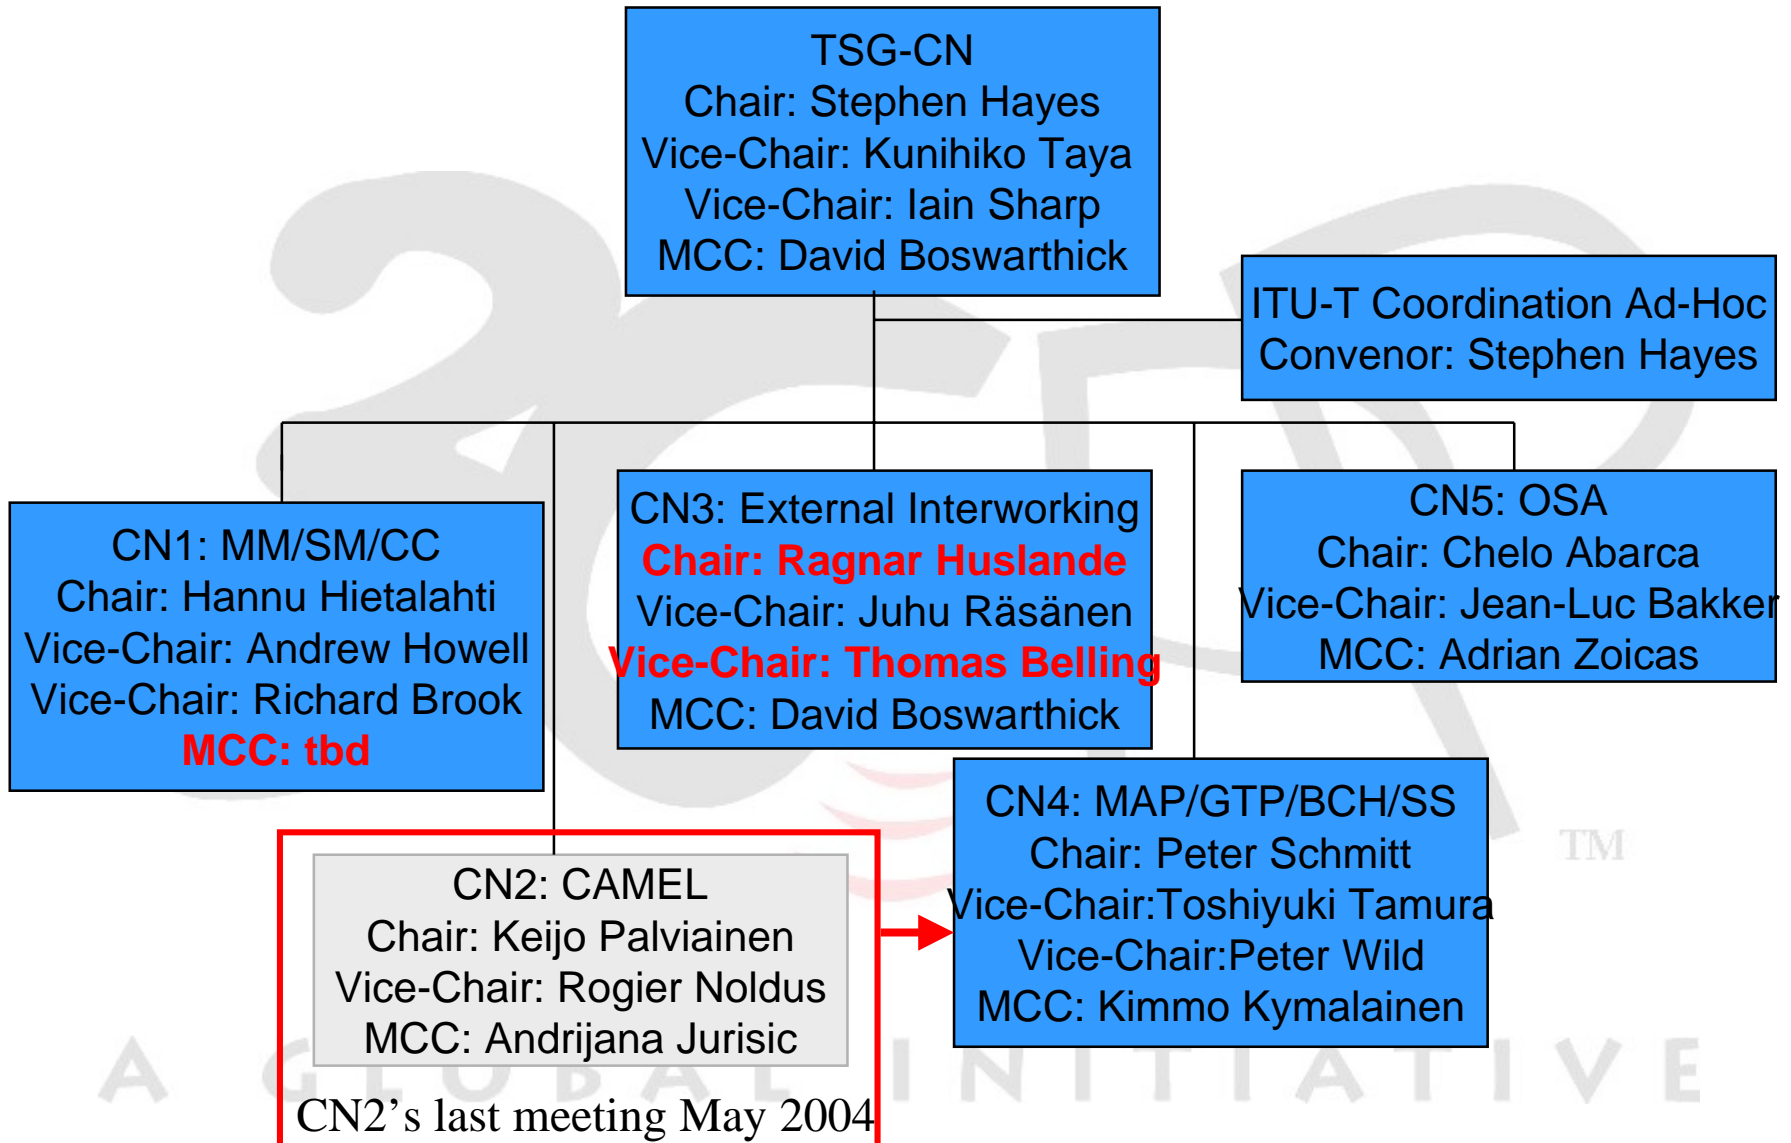 TSG-CN
Chair: Stephen Hayes
Vice-Chair: Kunihiko Taya
Vice-Chair: Iain Sharp
MCC: David Boswarthick
ITU-T Coordination Ad-Hoc
Convenor: Stephen Hayes
CN1: MM/SM/CC
Chair: Hannu Hietalahti
Vice-Chair: Andrew Howell
Vice-Chair: Richard Brook
MCC: tbd
CN3: External Interworking
Chair: Ragnar Huslande
Vice-Chair: Juhu Räsänen
Vice-Chair: Thomas Belling
MCC: David Boswarthick
CN5: OSA
Chair: Chelo Abarca
Vice-Chair: Jean-Luc Bakker
MCC: Adrian Zoicas
CN2: CAMEL
Chair: Keijo Palviainen
Vice-Chair: Rogier Noldus
MCC: Andrijana Jurisic
CN2’s last meeting May 2004
CN4: MAP/GTP/BCH/SS
Chair: Peter Schmitt
Vice-Chair:Toshiyuki Tamura
Vice-Chair:Peter Wild
MCC: Kimmo Kymalainen
TM
A GLOBAL INITIATIVE